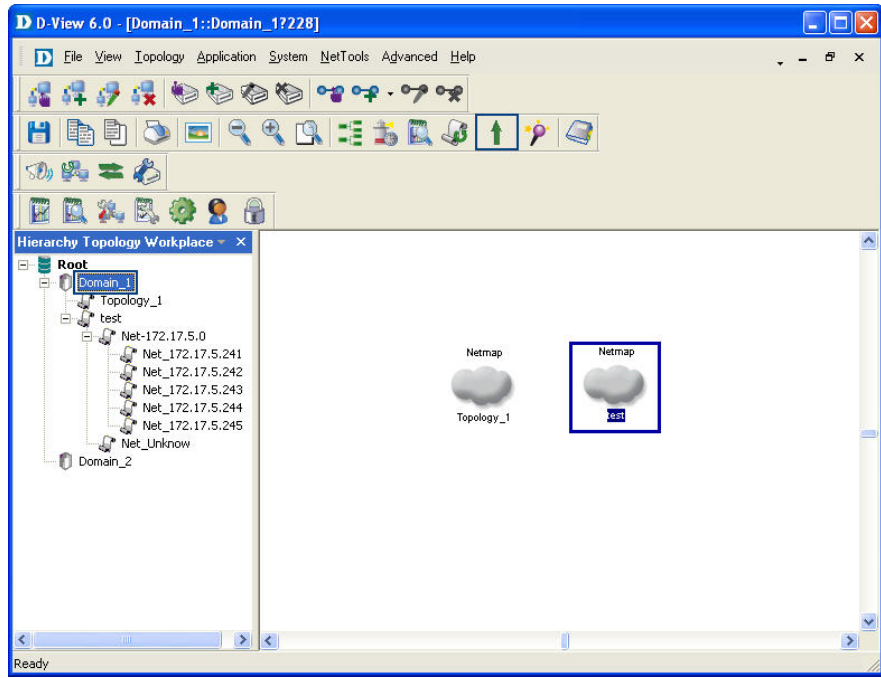 D-View 6.0 - [Domain_1::Domain_1?228]
File View Topology Application System NetTools Advanced Help
Hierarchy Topology Workplace
Root
Domain_1
Topology_1
test
Net-172.17.5.0
Net_172.17.5.241
Net_172.17.5.242
Net_172.17.5.243
Net_172.17.5.244
Net_172.17.5.245
Net_Unknow
Domain_2
Netmap
Topology_1
Netmap
test
Ready